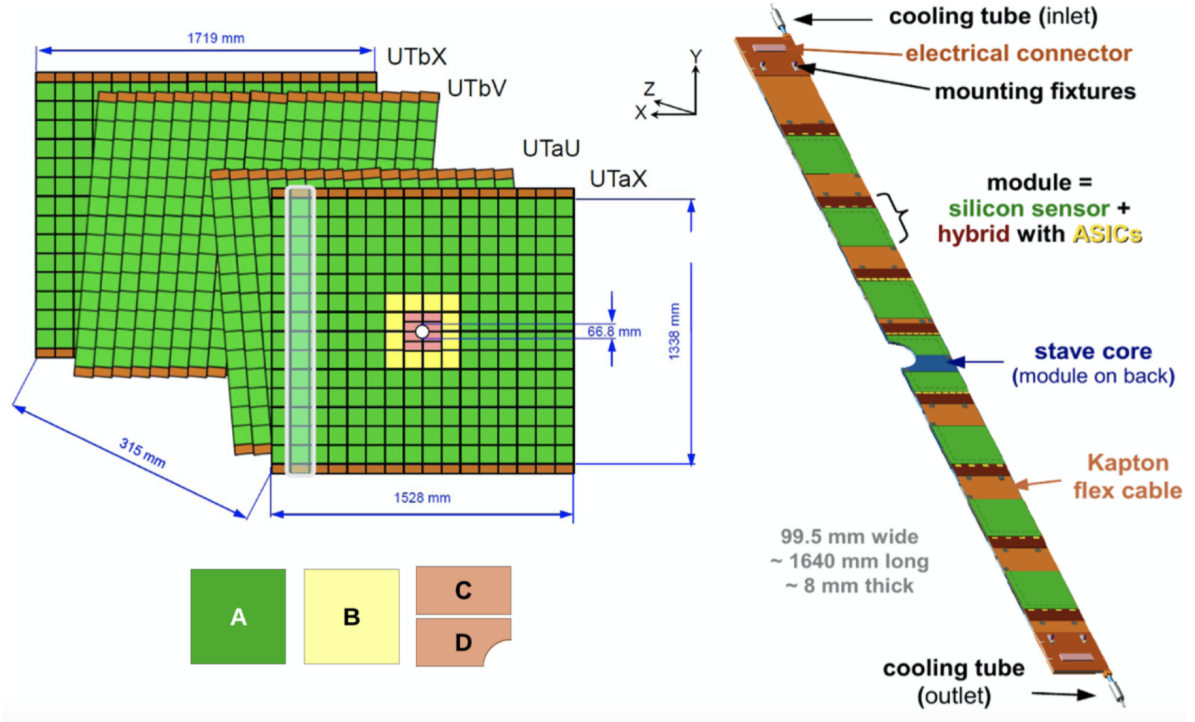 1719 mm
UTbX
UTbV
UTaU
UTaX
66.8 mm
1338 mm
315 mm
1528 mm
A
B
C
D
Y
Z
X
cooling tube (inlet)
electrical connector
mounting fixtures
module =
silicon sensor +
hybrid with ASICs
stave core
(module on back)
Kapton
flex cable
99.5 mm wide
~ 1640 mm long
~ 8 mm thick
cooling tube
(outlet)